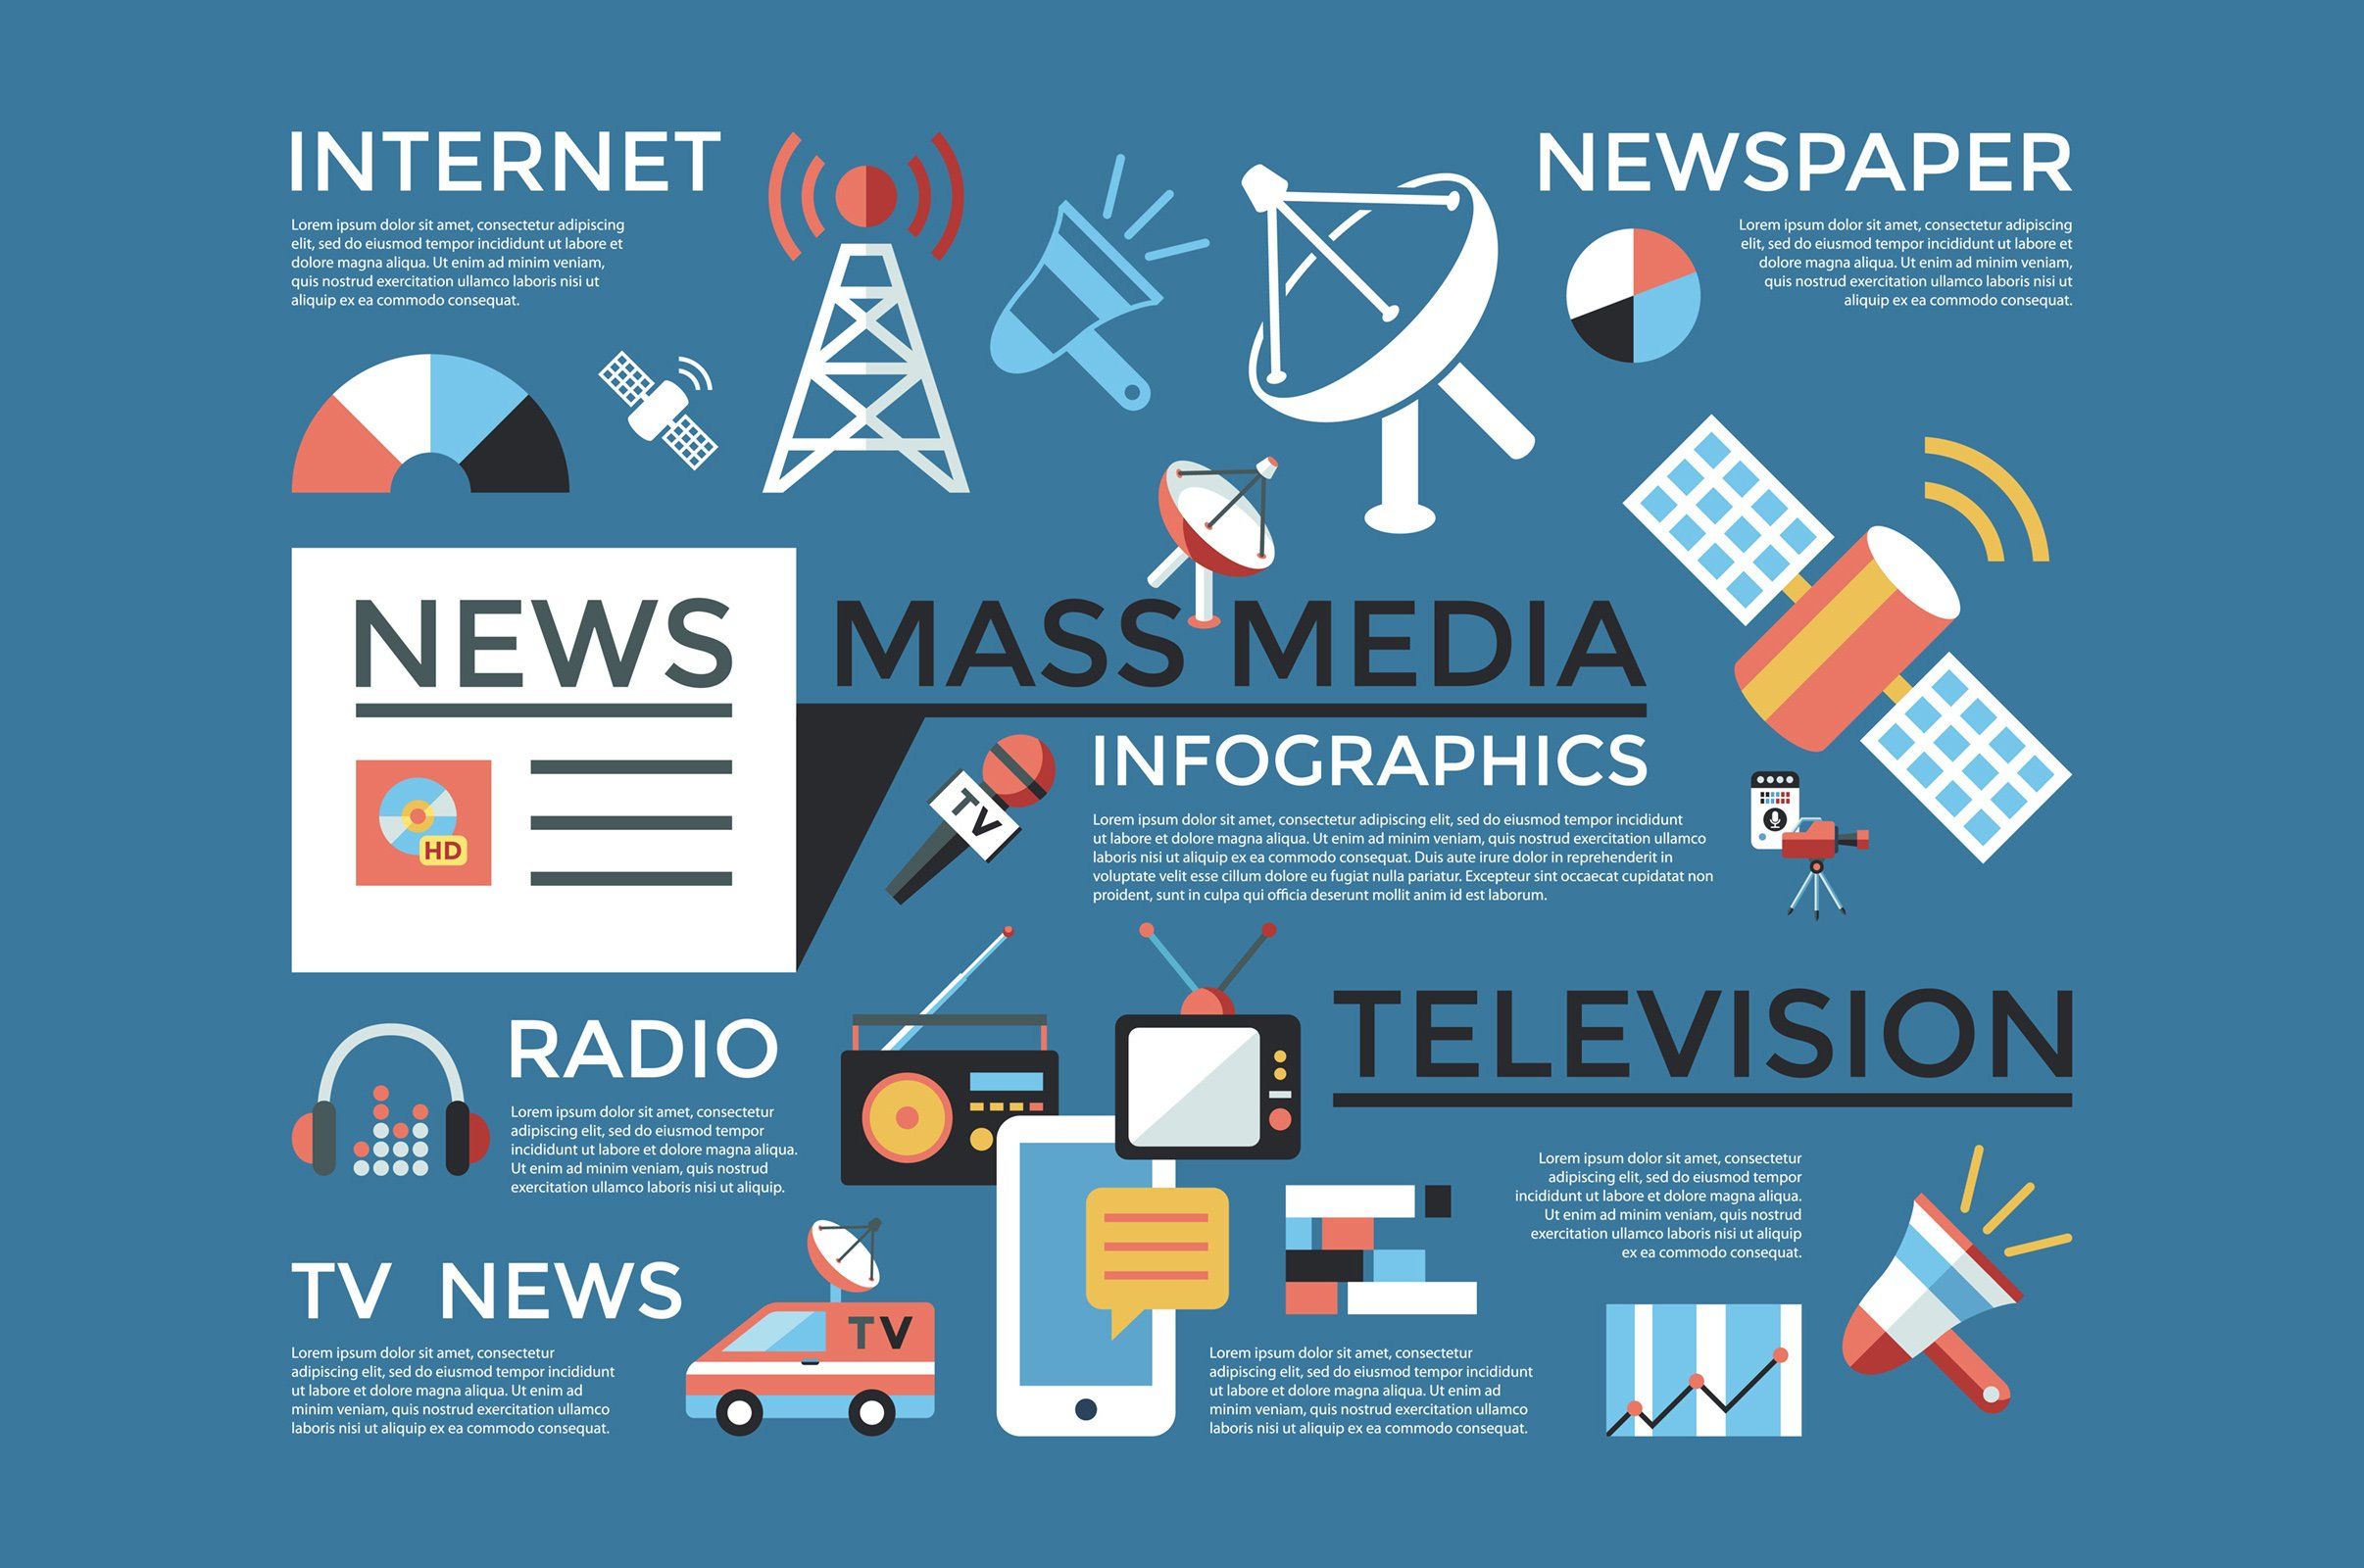 INTERNET
Lorem ipsum dolor sit amet, consectetur adipiscing
elit, sed do eiusmod tempor incididunt ut labore et
dolore magna aliqua. Ut enim ad minim veniam,
quis nostrud exercitation ullamco laboris nisi ut
aliquip ex ea commodo consequat.
NEWSPAPER
Lorem ipsum dolor sit amet, consectetur adipiscing
elit, sed do eiusmod tempor incididunt ut labore et
dolore magna aliqua. Ut enim ad minim veniam,
quis nostrud exercitation ullamco laboris nisi ut
aliquip ex ea commodo consequat.
NEWS
HD
MASS MEDIA
TV
INFOGRAPHICS
Lorem ipsum dolor sit amet, consectetur adipiscing elit, sed do eiusmod tempor incididunt
ut labore et dolore magna aliqua. Ut enim ad minim veniam, quis nostrud exercitation ullamco
laboris nisi ut aliquip ex ea commodo consequat. Duis aute irure dolor in reprehenderit in
voluptate velit esse cillum dolore eu fugiat nulla pariatur. Excepteur sint occaecat cupidatat non
proident, sunt in culpa qui officia deserunt mollit anim id est laborum.
RADIO
Lorem ipsum dolor sit amet, consectetur
adipiscing elit, sed do eiusmod tempor
incididunt ut labore et dolore magna aliqua.
Ut enim ad minim veniam, quis nostrud
exercitation ullamco laboris nisi ut aliquip.
TELEVISION
Lorem ipsum dolor sit amet, consectetur
adipiscing elit, sed do eiusmod tempor
incididunt ut labore et dolore magna aliqua.
Ut enim ad minim veniam, quis nostrud
exercitation ullamco laboris nisi ut aliquip
ex ea commodo consequat.
TV NEWS
Lorem ipsum dolor sit amet, consectetur
adipiscing elit, sed do eiusmod tempor incididunt
ut labore et dolore magna aliqua. Ut enim ad
minim veniam, quis nostrud exercitation ullamco
laboris nisi ut aliquip ex ea commodo consequat.
TV
Lorem ipsum dolor sit amet, consectetur
adipiscing elit, sed do eiusmod tempor incididunt
ut labore et dolore magna aliqua. Ut enim ad
minim veniam, quis nostrud exercitation ullamco
laboris nisi ut aliquip ex ea commodo consequat.